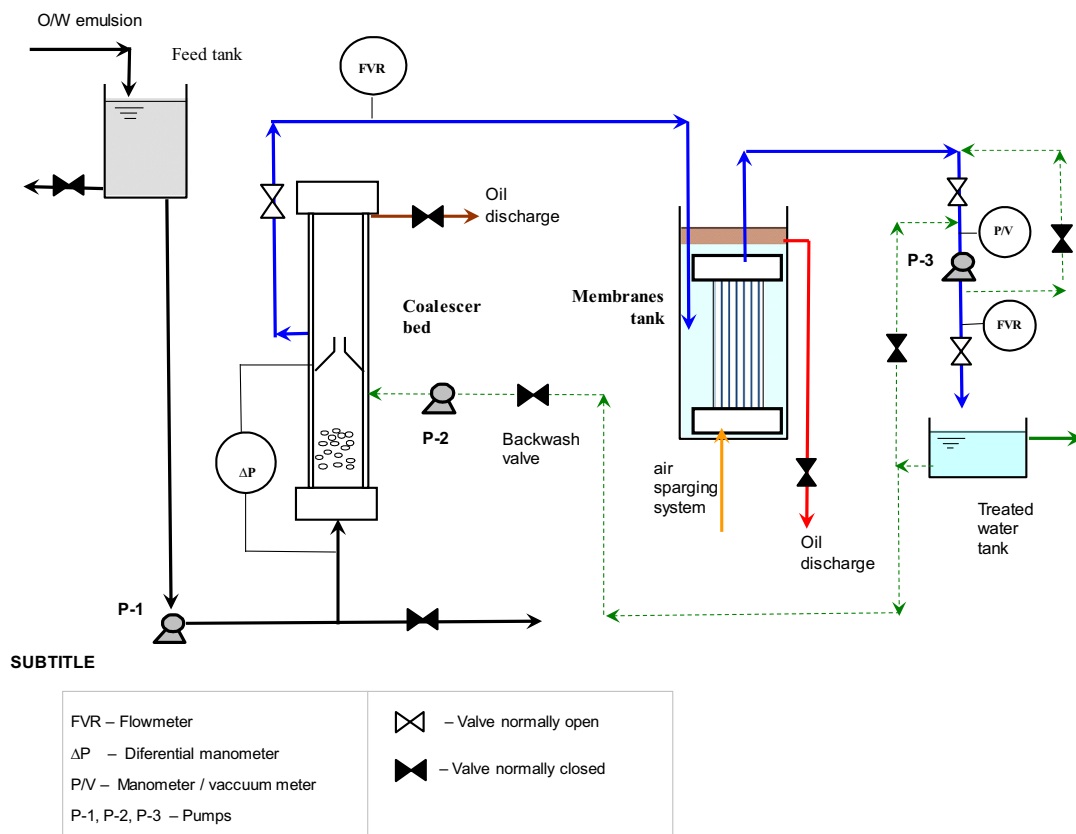 O/W emulsion
Feed tank
FVR
Oil
discharge
P/V
P-3
Membranes
tank
Coalescer
bed
FVR
P-2
Backwash
valve
ΔP
air
sparging
system
Treated
water
tank
Oil
discharge
P-1
SUBTITLE
FVR – Flowmeter
ΔP – Diferential manometer
P/V – Manometer / vaccuum meter
P-1, P-2, P-3 – Pumps
– Valve normally open
– Valve normally closed